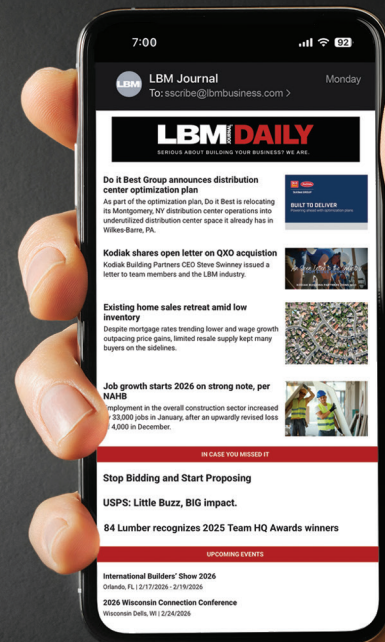 7:00
92
LBM
LBM Journal
Monday
To: sscribe@lbmbusiness.com >
LBM JOURNAL DAILY
SERIOUS ABOUT BUILDING YOUR BUSINESS? WE ARE.
Do it Best Group announces distribution
center optimization plan
As part of the optimization plan, Do it Best is relocating
its Montgomery, NY distribution center operations into
underutilized distribution center space it already has in
Wilkes-Barre, PA.
BUILT TO DELIVER
Kodiak shares open letter on QXO acquistion
Kodiak Building Partners CEO Steve Swinney issued a
letter to team members and the LBM industry.
Existing home sales retreat amid low
inventory
Despite mortgage rates trending lower and wage growth
outpacing price gains, limited resale supply kept many
buyers on the sidelines.
Job growth starts 2026 on strong note, per
NAHB
mployment in the overall construction sector increased
33,000 jobs in January, after an upwardly revised loss
4,000 in December.
IN CASE YOU MISSED IT
Stop Bidding and Start Proposing
USPS: Little Buzz, BIG impact.
84 Lumber recognizes 2025 Team HQ Awards winners
UPCOMING EVENTS
International Builders' Show 2026
Orlando, FL | 2/17/2026 - 2/19/2026
2026 Wisconsin Connection Conference
Wisconsin Dells, WI | 2/24/2026